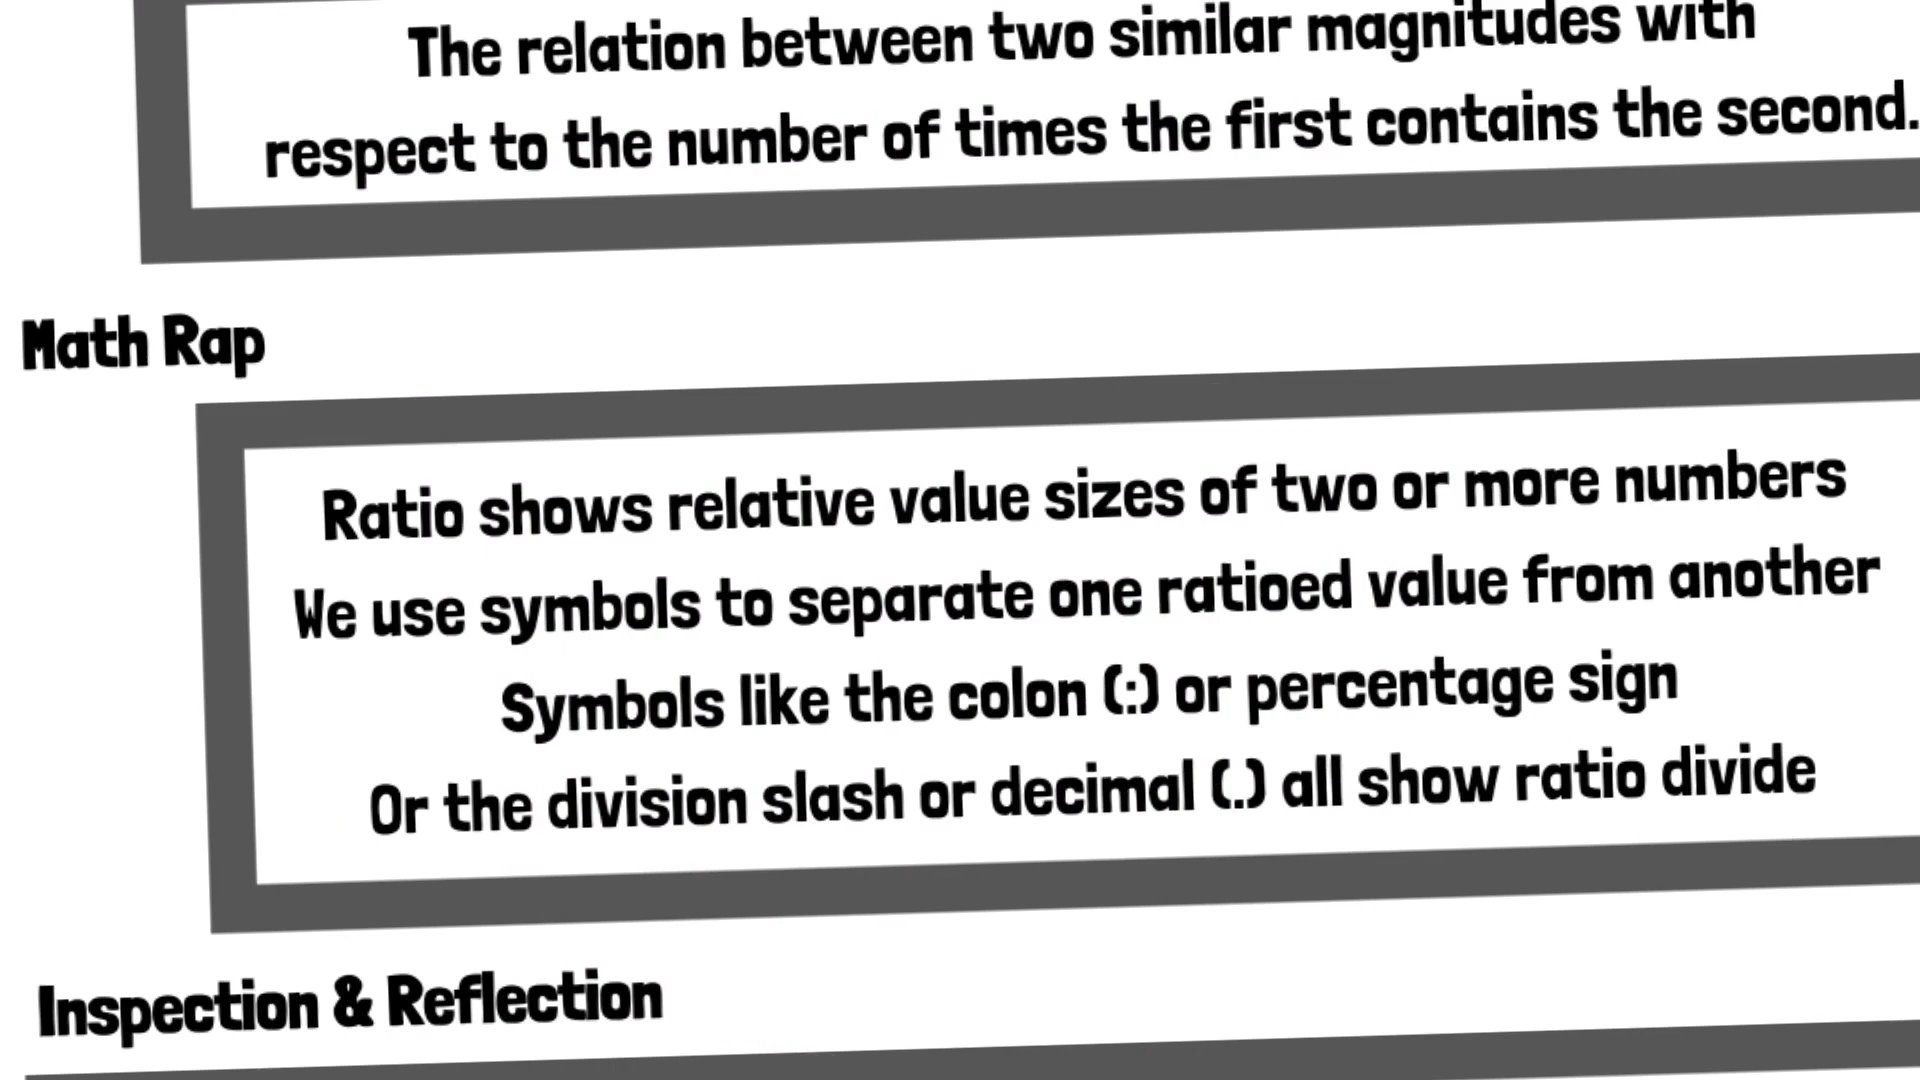 The relation between two similar magnitudes with
respect to the number of times the first contains the second.
Math Rap
Ratio shows relative value sizes of two or more numbers
We use symbols to separate one ratioed value from another
Symbols like the colon (:) or percentage sign
Or the division slash or decimal (.) all show ratio divide
Inspection & Reflection